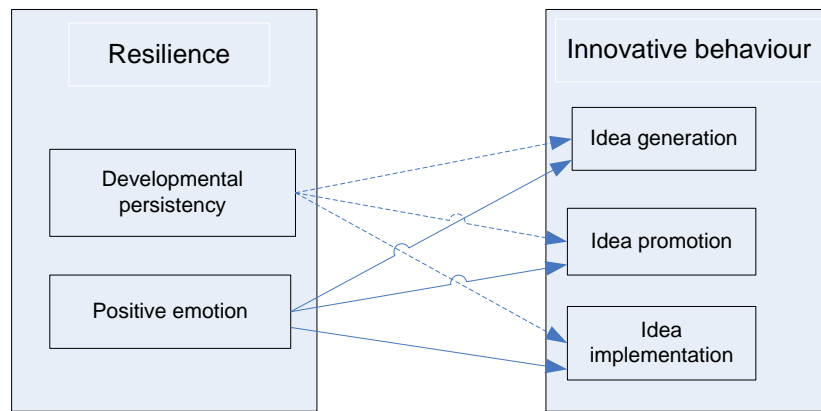 Resilience
Developmental
persistency
Positive emotion
Innovative behaviour
Idea generation
Idea promotion
Idea
implementation